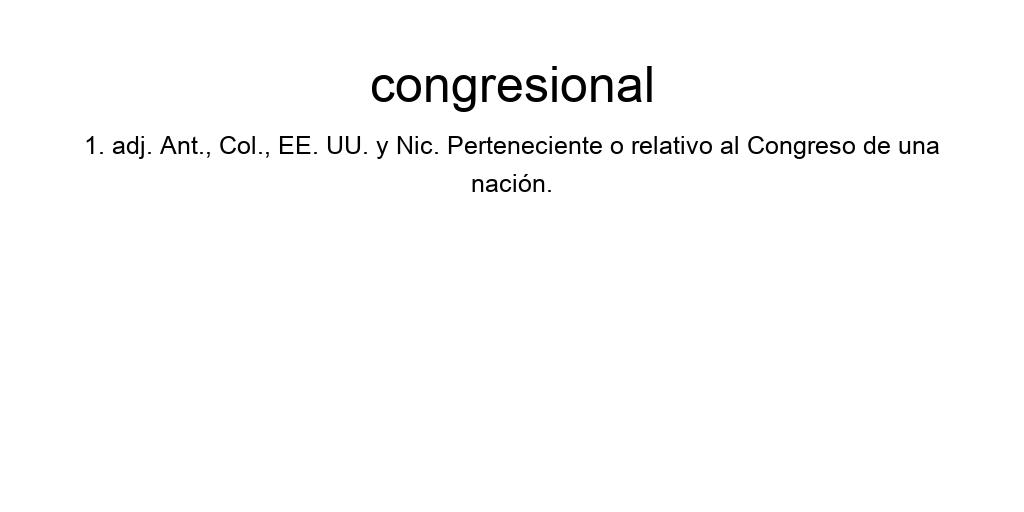 congresional
1. adj. Ant., Col., EE. UU. y Nic. Perteneciente o relativo al Congreso de una
nación.